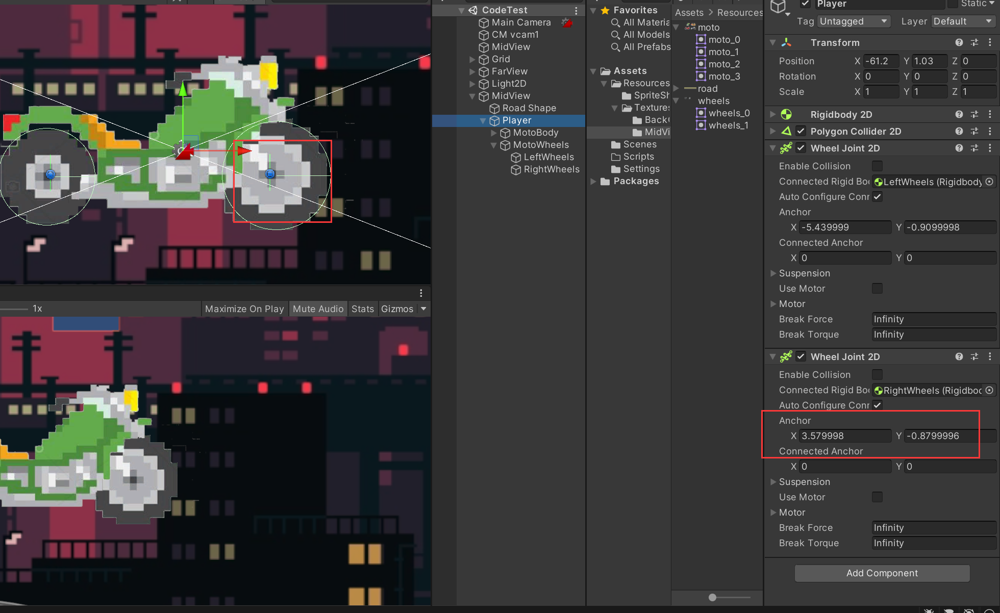 1x
Maximize On Play
Mute Audio
Stats
Gizmos
CodeTest
Main Camera
CM vcam1
MidView
Grid
FarView
Light2D
MidView
Road Shape
Player
MotoBody
MotoWheels
LeftWheels
RightWheels
Favorites
All Materia
All Models
All Prefabs
Assets
Resources
SpriteSh
Textures
Back
MidVi
Scenes
Scripts
Settings
Packages
Assets > Resources
moto
moto_0
moto_1
moto_2
moto_3
road
wheels
wheels_0
wheels_1
Player
Static
Tag Untagged Layer Default
Transform
Position X -61.2 Y 1.03 Z 0
Rotation X 0 Y 0 Z 0
Scale X 1 Y 1 Z 1
Rigidbody 2D
Polygon Collider 2D
Wheel Joint 2D
Enable Collision
Connected Rigid Bo LeftWheels (Rigidbody
Auto Configure Conr
Anchor
X -5.439999 Y -0.9099998
Connected Anchor
X 0 Y 0
Suspension
Use Motor
Motor
Break Force Infinity
Break Torque Infinity
Wheel Joint 2D
Enable Collision
Connected Rigid Bo RightWheels (Rigidboc
Auto Configure Conr
Anchor
X 3.579998 Y -0.8799996
Connected Anchor
X 0 Y 0
Suspension
Use Motor
Motor
Break Force Infinity
Break Torque Infinity
Add Component